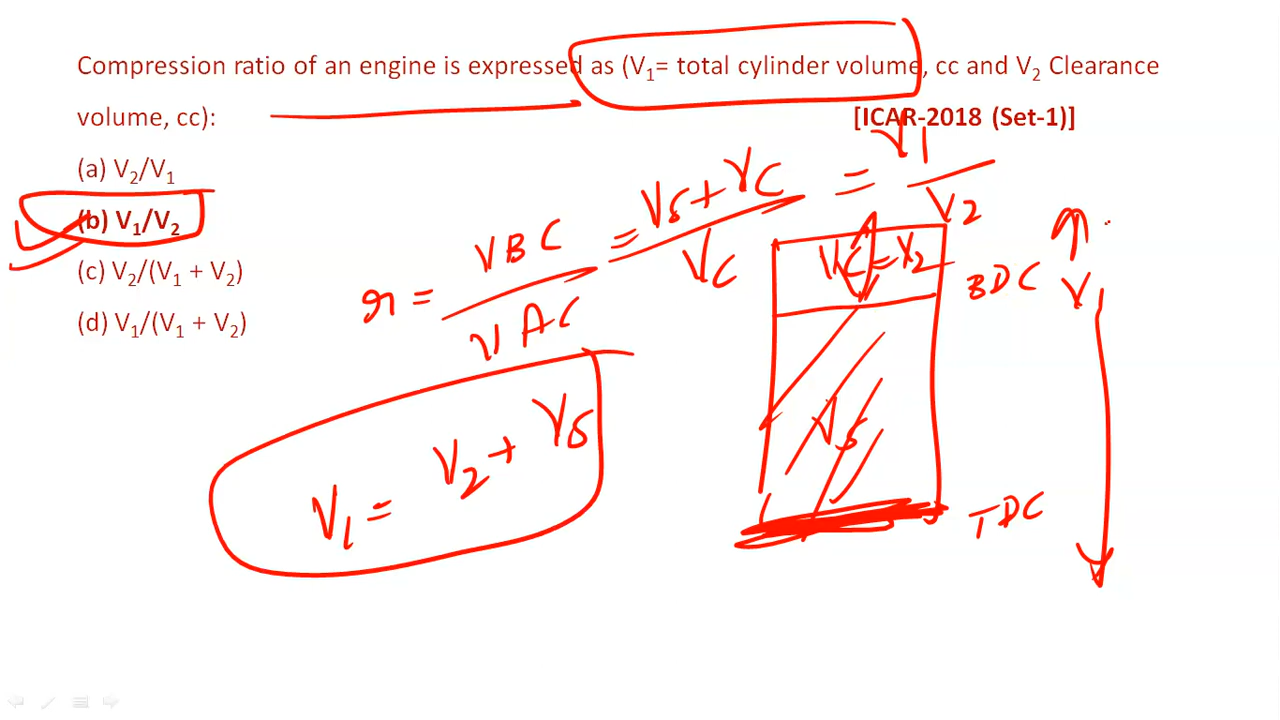 Compression ratio of an engine is expressed as (V₁= total cylinder volume, cc and V₂ Clearance
volume, cc):
[ICAR-2018 (Set-1)]
(a) V₂/V₁
(b) V₁/V₂
(c) V₂/(V₁ + V₂)
(d) V₁/(V₁ + V₂)
r = VBC / VAC = Vs + Vc / Vc = V1 / V2
Vc = V2
BDC
V1
Vs
TDC
V1 = V2 + Vs